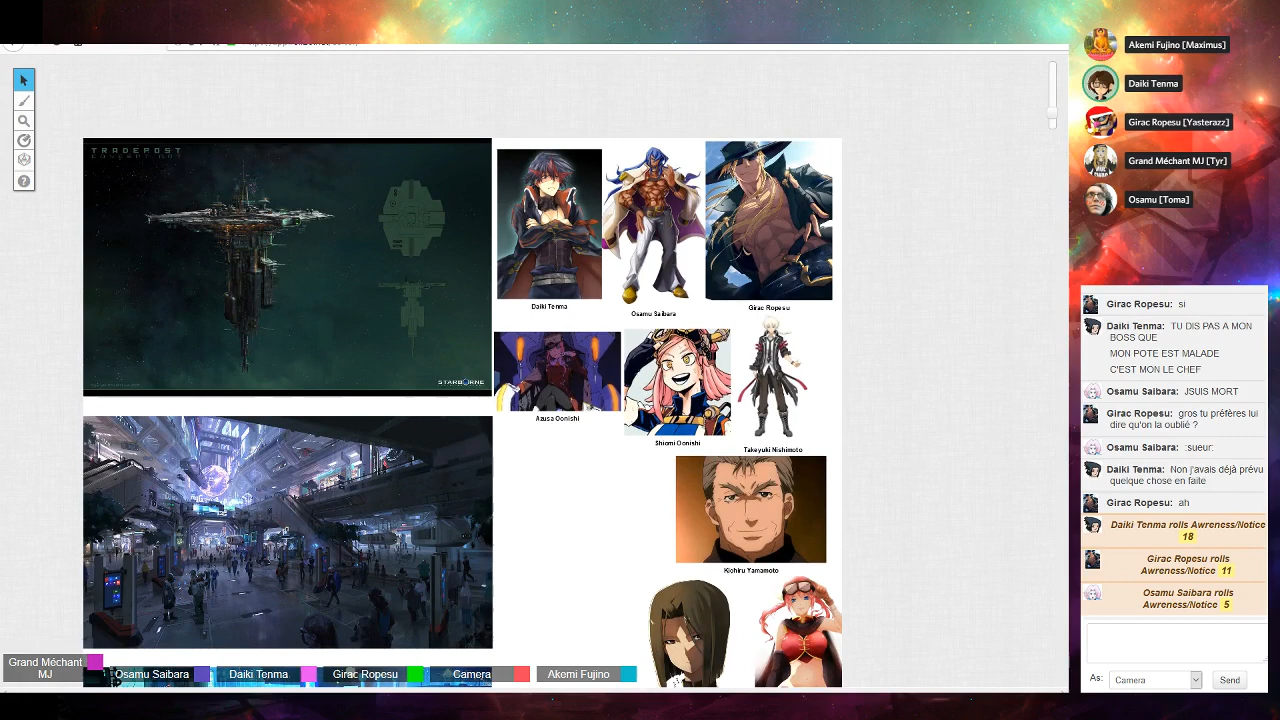 Akemi Fujino [Maximus]
Daiki Tenma
Girac Ropesu [Yasterazz]
Grand Méchant MJ [Tyr]
Osamu [Toma]
TRADEPOST
CONCEPT ART
STARBORNE
Daiki Tenma
Osamu Saibara
Girac Ropesu
Azusa Oonishi
Shiomi Oonishi
Takeyuki Nishimoto
Kichiru Yamamoto
Girac Ropesu: si
Daiki Tenma: TU DIS PAS A MON
BOSS QUE
MON POTE EST MALADE
C'EST MON LE CHEF
Osamu Saibara: JSUIS MORT
Girac Ropesu: gros tu préfères lui
dire qu'on la oublié ?
Osamu Saibara: :sueur:
Daiki Tenma: Non j'avais déjà prévu
quelque chose en faite
Girac Ropesu: ah
Daiki Tenma rolls Awreness/Notice
18
Girac Ropesu rolls
Awreness/Notice 11
Osamu Saibara rolls
Awreness/Notice 5
As: Camera
Send
Grand Méchant
MJ
Osamu Saibara
Daiki Tenma
Girac Ropesu
Camera
Akemi Fujino